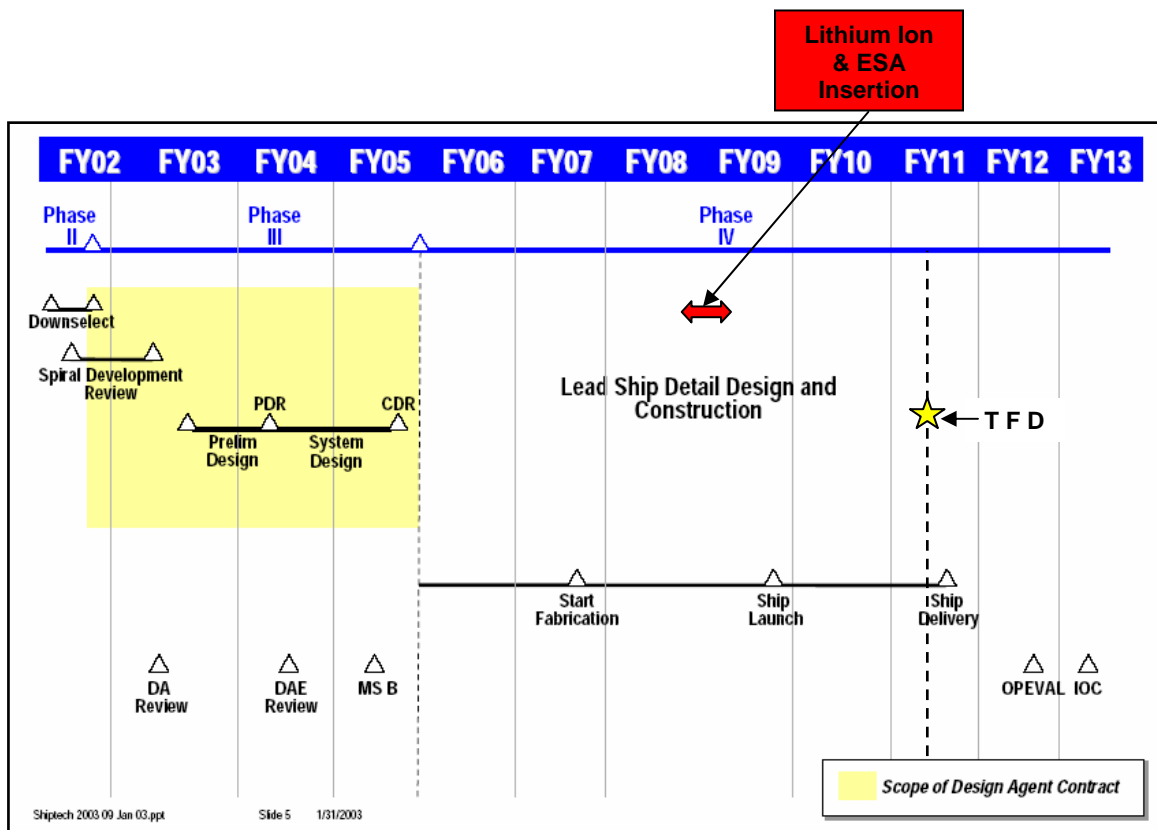 Lithium Ion
& ESA
Insertion
FY02 FY03 FY04 FY05 FY06 FY07 FY08 FY09 FY10 FY11 FY12 FY13
Phase
II
Phase
III
Phase
IV
Downselect
Spiral Development
Review
PDR
CDR
Prelim
Design
System
Design
Lead Ship Detail Design and
Construction
T F D
Start
Fabrication
Ship
Launch
Ship
Delivery
DA
Review
DAE
Review
MS B
OPEVAL
IOC
Scope of Design Agent Contract
Shiptech 2003 09 Jan 03.ppt
Slide 5
1/31/2003